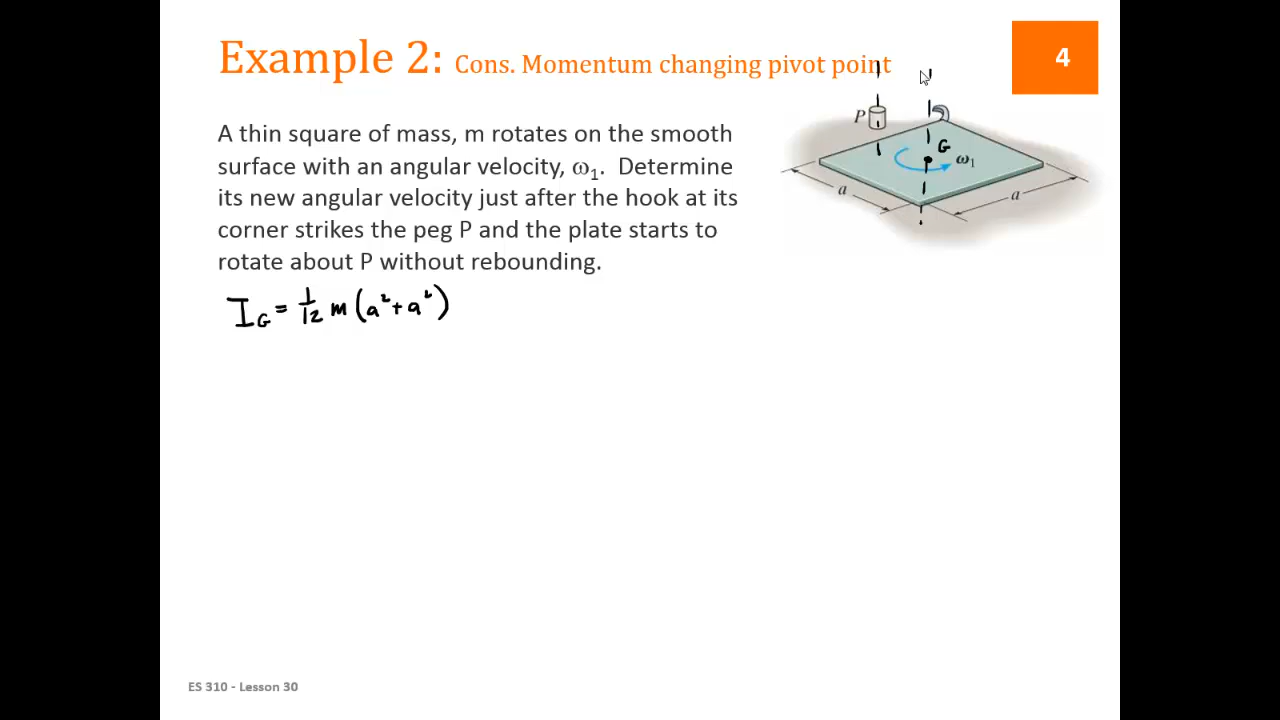 Example 2: Cons. Momentum changing pivot point
4
A thin square of mass, m rotates on the smooth
surface with an angular velocity, ω₁. Determine
its new angular velocity just after the hook at its
corner strikes the peg P and the plate starts to
rotate about P without rebounding.
P
G
ω₁
a
a
I_G = 1/12 m (a² + a²)
ES 310 - Lesson 30